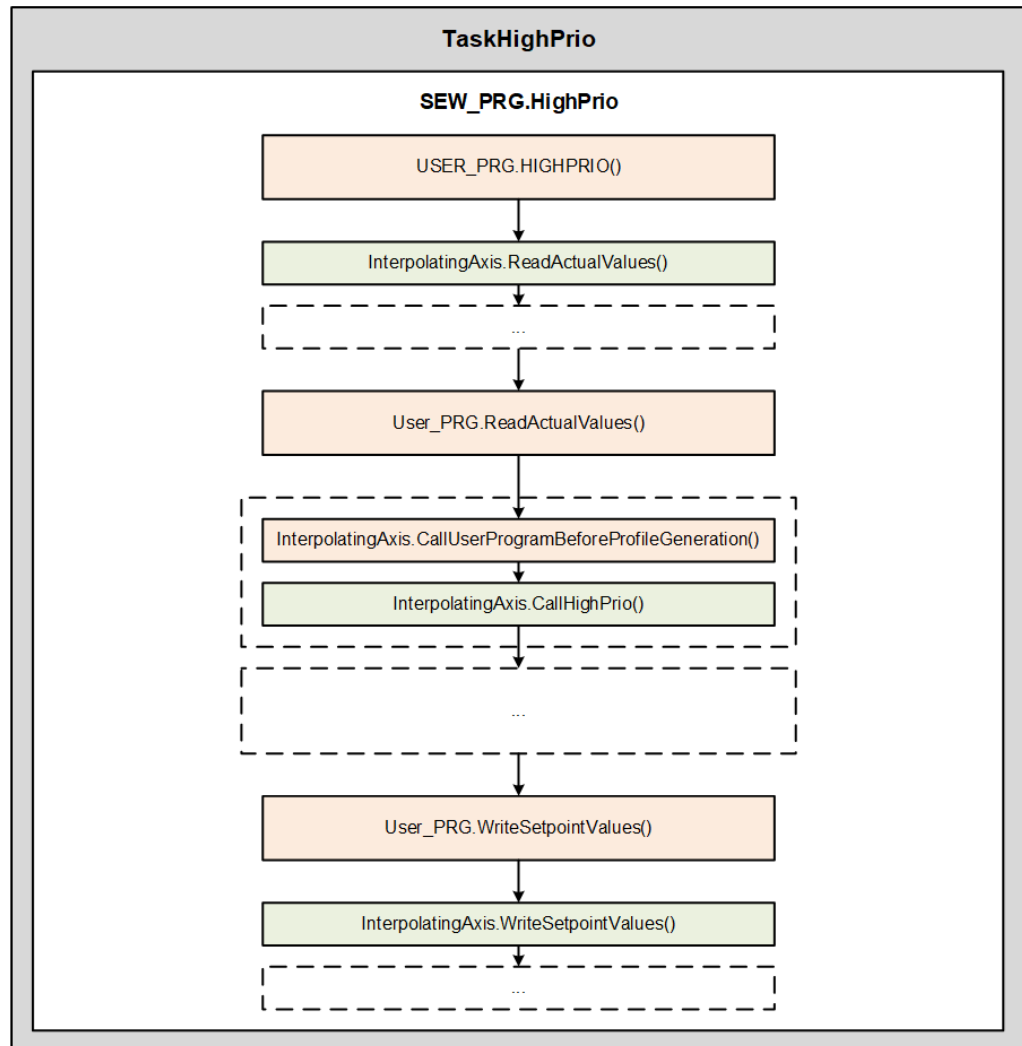 TaskHighPrio
SEW_PRG.HighPrio
USER_PRG.HIGHPRIO()
InterpolatingAxis.ReadActualValues()
...
User_PRG.ReadActualValues()
InterpolatingAxis.CallUserProgramBeforeProfileGeneration()
InterpolatingAxis.CallHighPrio()
...
User_PRG.WriteSetpointValues()
InterpolatingAxis.WriteSetpointValues()
...